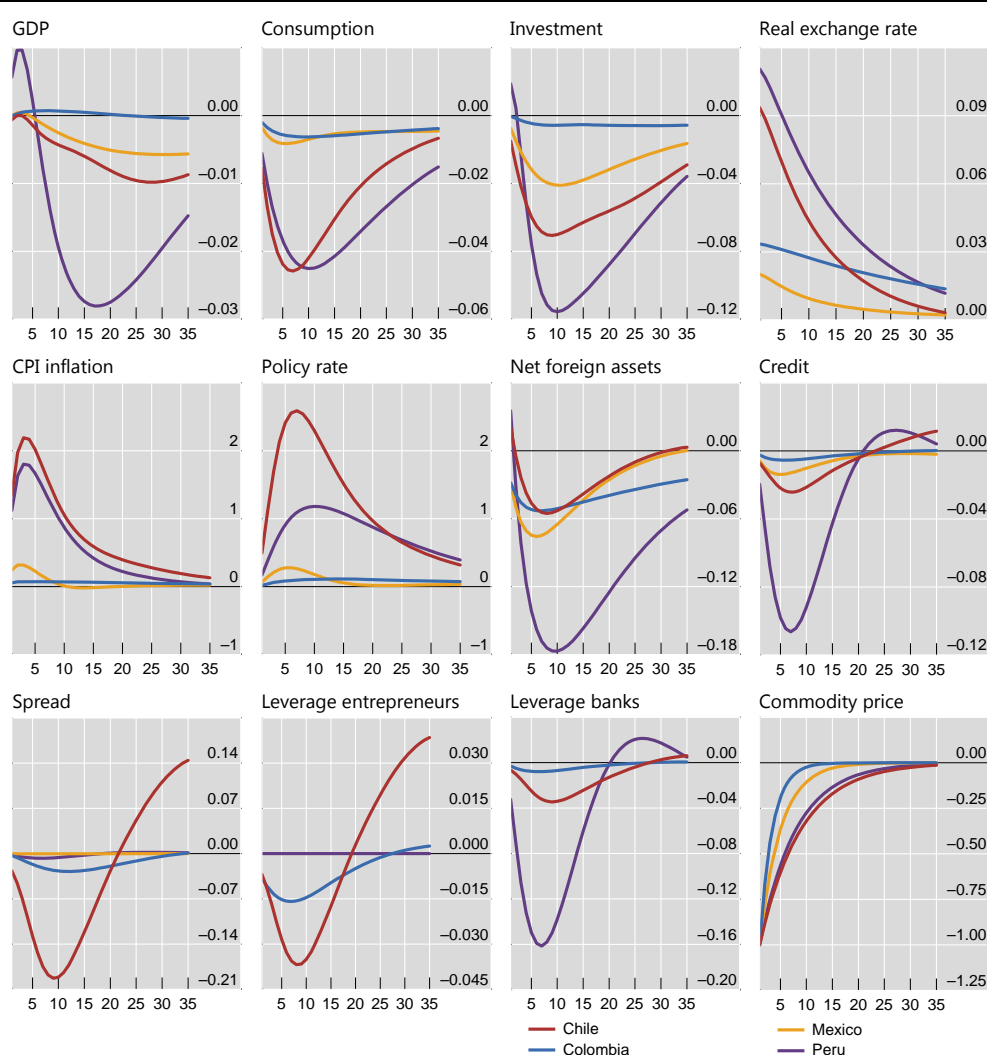 GDP Consumption Investment Real exchange rate
0.00 0.00 0.00 0.09
–0.01 –0.02 –0.04 0.06
–0.02 –0.04 –0.08 0.03
–0.03 –0.06 –0.12 0.00
5 10 15 20 25 30 35 5 10 15 20 25 30 35 5 10 15 20 25 30 35 5 10 15 20 25 30 35
CPI inflation Policy rate Net foreign assets Credit
2 2 0.00 0.00
1 1 –0.06 –0.04
0 0 –0.12 –0.08
–1 –1 –0.18 –0.12
5 10 15 20 25 30 35 5 10 15 20 25 30 35 5 10 15 20 25 30 35 5 10 15 20 25 30 35
Spread Leverage entrepreneurs Leverage banks Commodity price
0.14 0.030 0.00 0.00
0.07 0.015 –0.04 –0.25
0.00 0.000 –0.08 –0.50
–0.07 –0.015 –0.12 –0.75
–0.14 –0.030 –0.16 –1.00
–0.21 –0.045 –0.20 –1.25
5 10 15 20 25 30 35 5 10 15 20 25 30 35 5 10 15 20 25 30 35 5 10 15 20 25 30 35
Chile Mexico
Colombia Peru